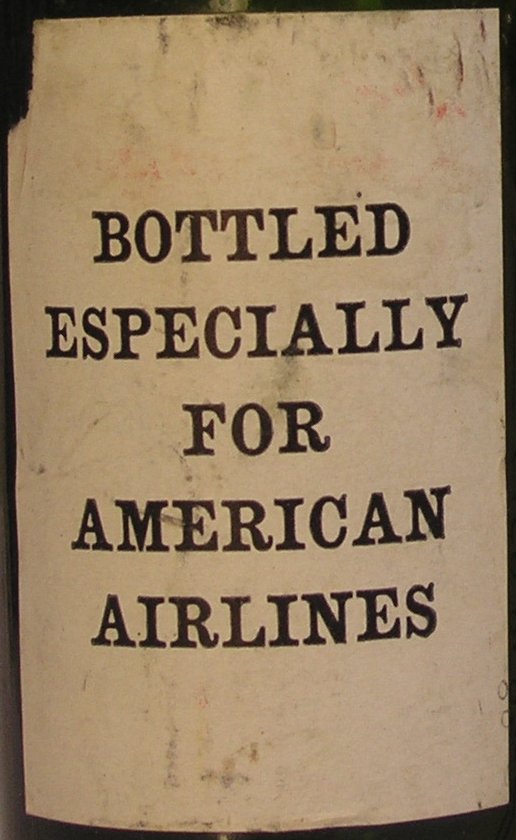 BOTTLED
ESPECIALLY
FOR
AMERICAN
AIRLINES